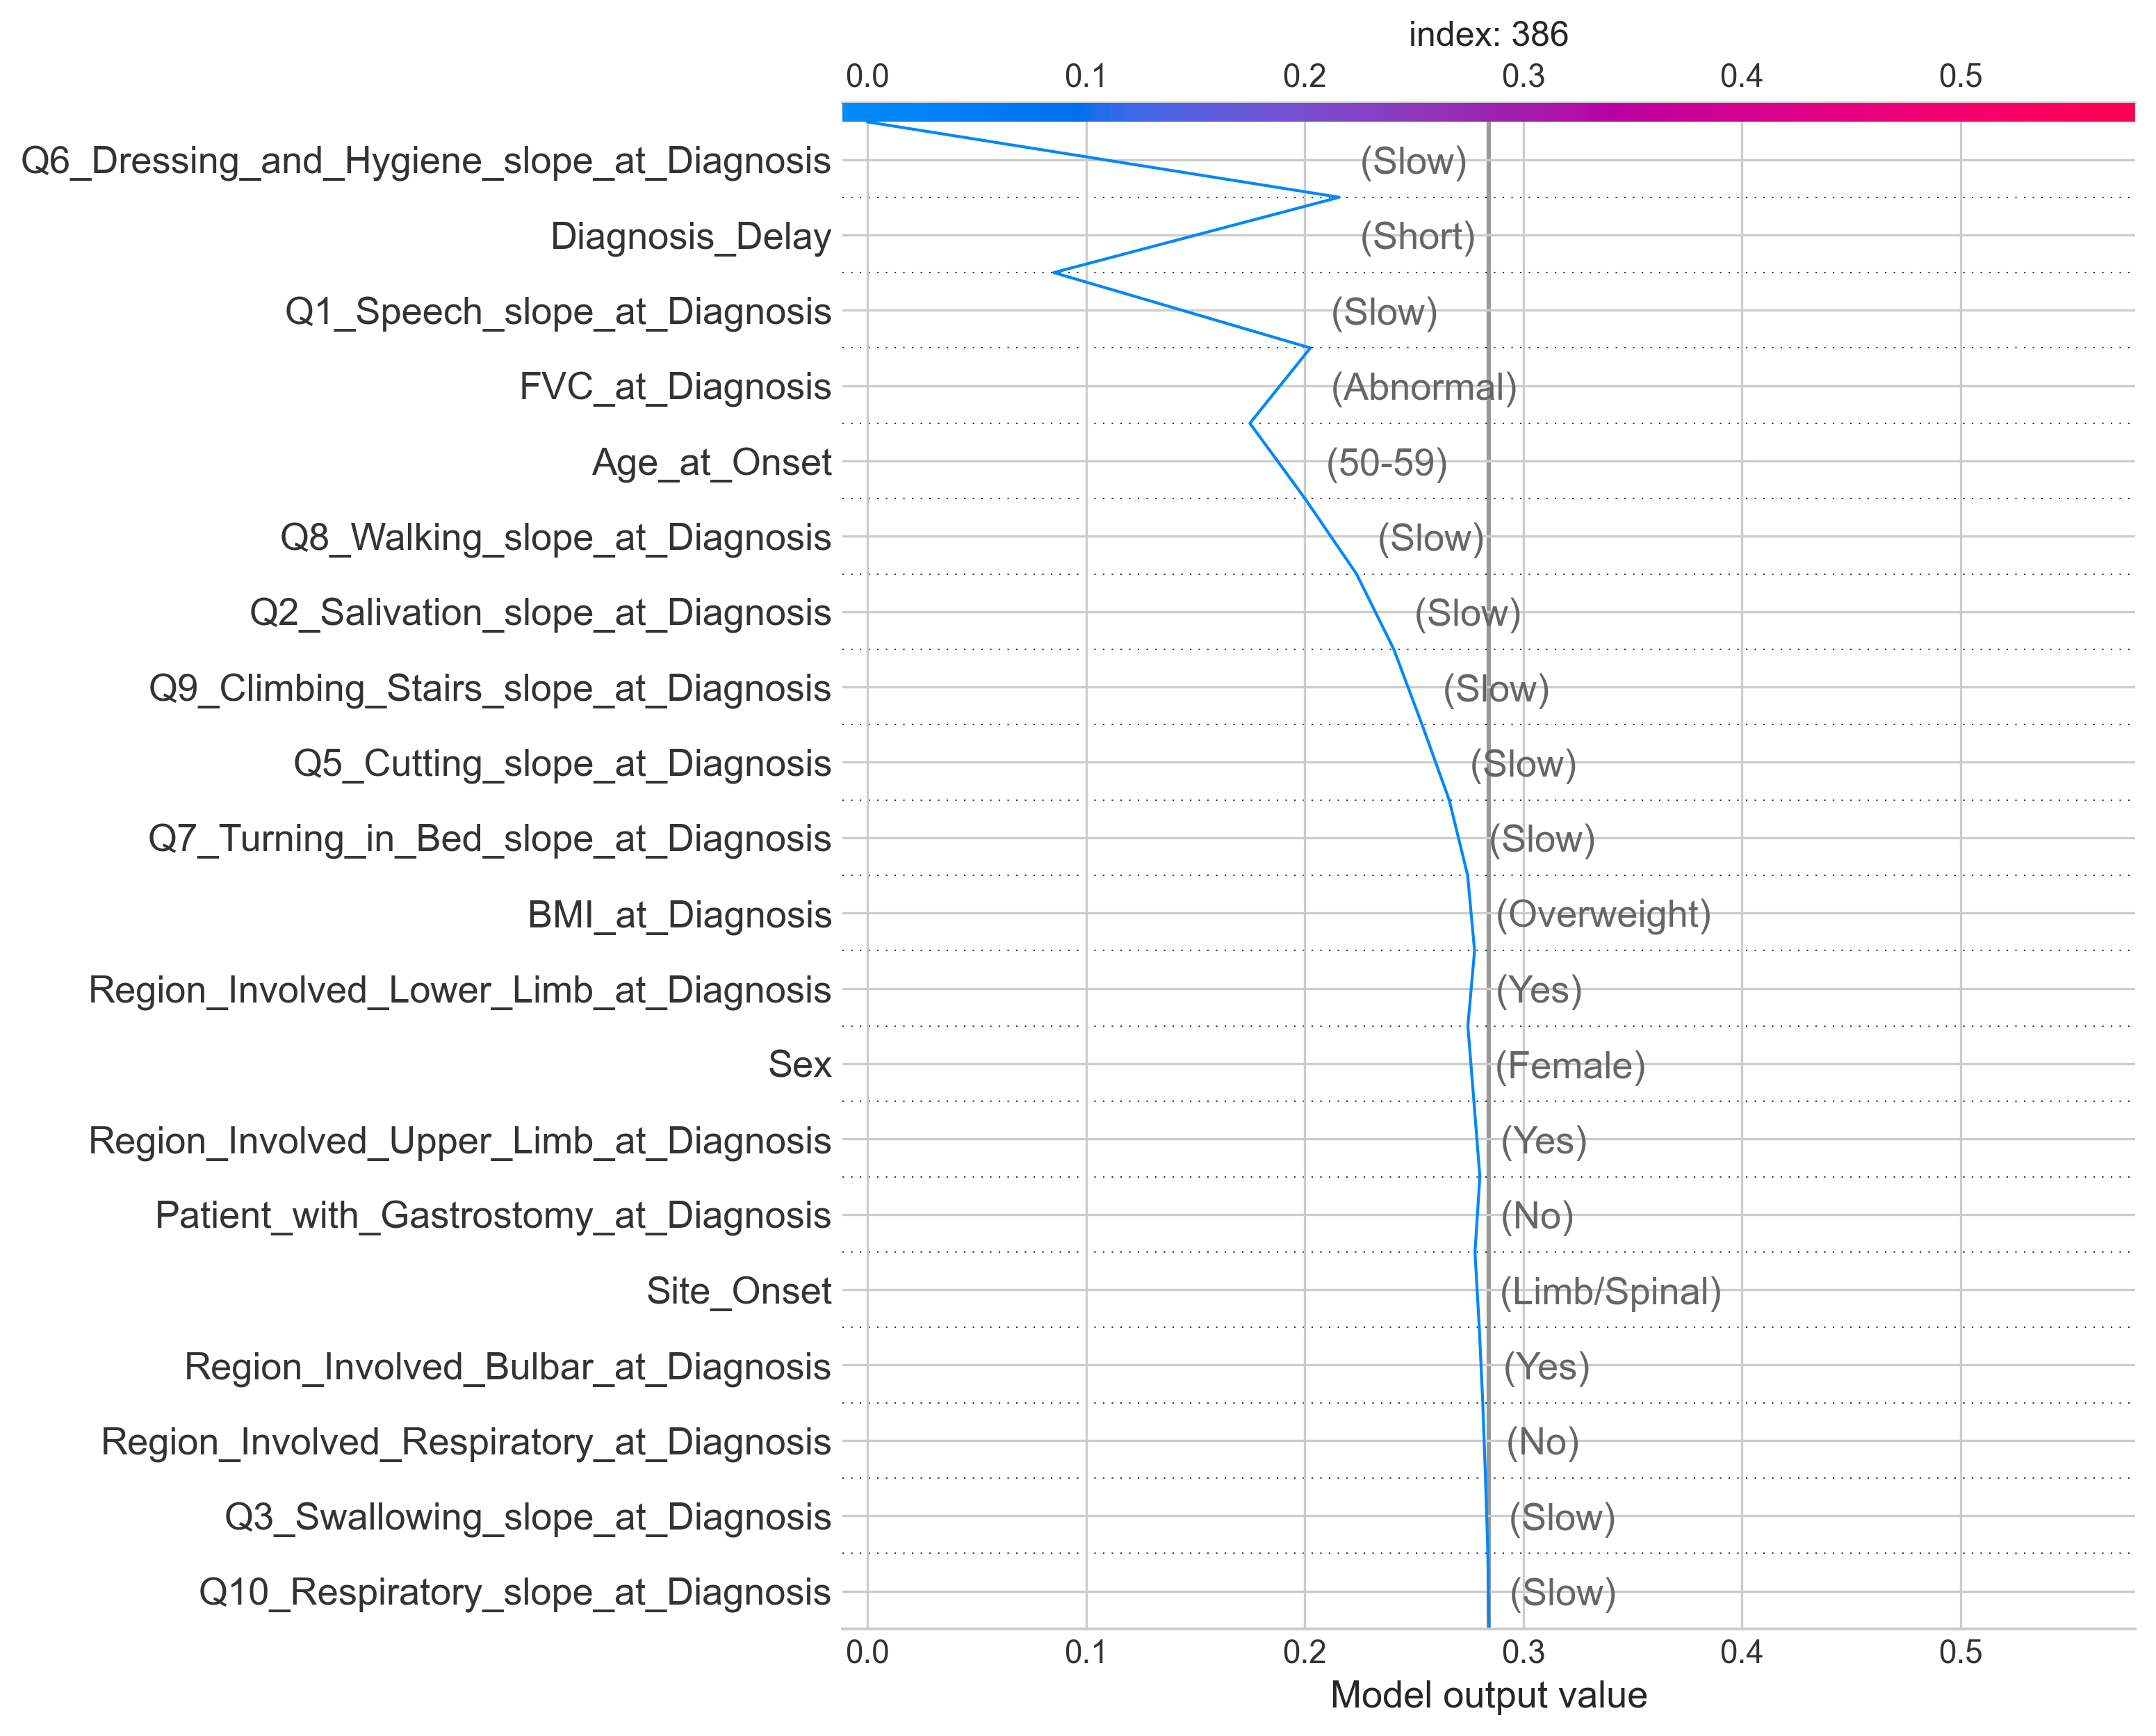 index: 386
0.0 0.1 0.2 0.3 0.4 0.5
Q6_Dressing_and_Hygiene_slope_at_Diagnosis (Slow)
Diagnosis_Delay (Short)
Q1_Speech_slope_at_Diagnosis (Slow)
FVC_at_Diagnosis (Abnormal)
Age_at_Onset (50-59)
Q8_Walking_slope_at_Diagnosis (Slow)
Q2_Salivation_slope_at_Diagnosis (Slow)
Q9_Climbing_Stairs_slope_at_Diagnosis (Slow)
Q5_Cutting_slope_at_Diagnosis (Slow)
Q7_Turning_in_Bed_slope_at_Diagnosis (Slow)
BMI_at_Diagnosis (Overweight)
Region_Involved_Lower_Limb_at_Diagnosis (Yes)
Sex (Female)
Region_Involved_Upper_Limb_at_Diagnosis (Yes)
Patient_with_Gastrostomy_at_Diagnosis (No)
Site_Onset (Limb/Spinal)
Region_Involved_Bulbar_at_Diagnosis (Yes)
Region_Involved_Respiratory_at_Diagnosis (No)
Q3_Swallowing_slope_at_Diagnosis (Slow)
Q10_Respiratory_slope_at_Diagnosis (Slow)
0.0 0.1 0.2 0.3 0.4 0.5
Model output value